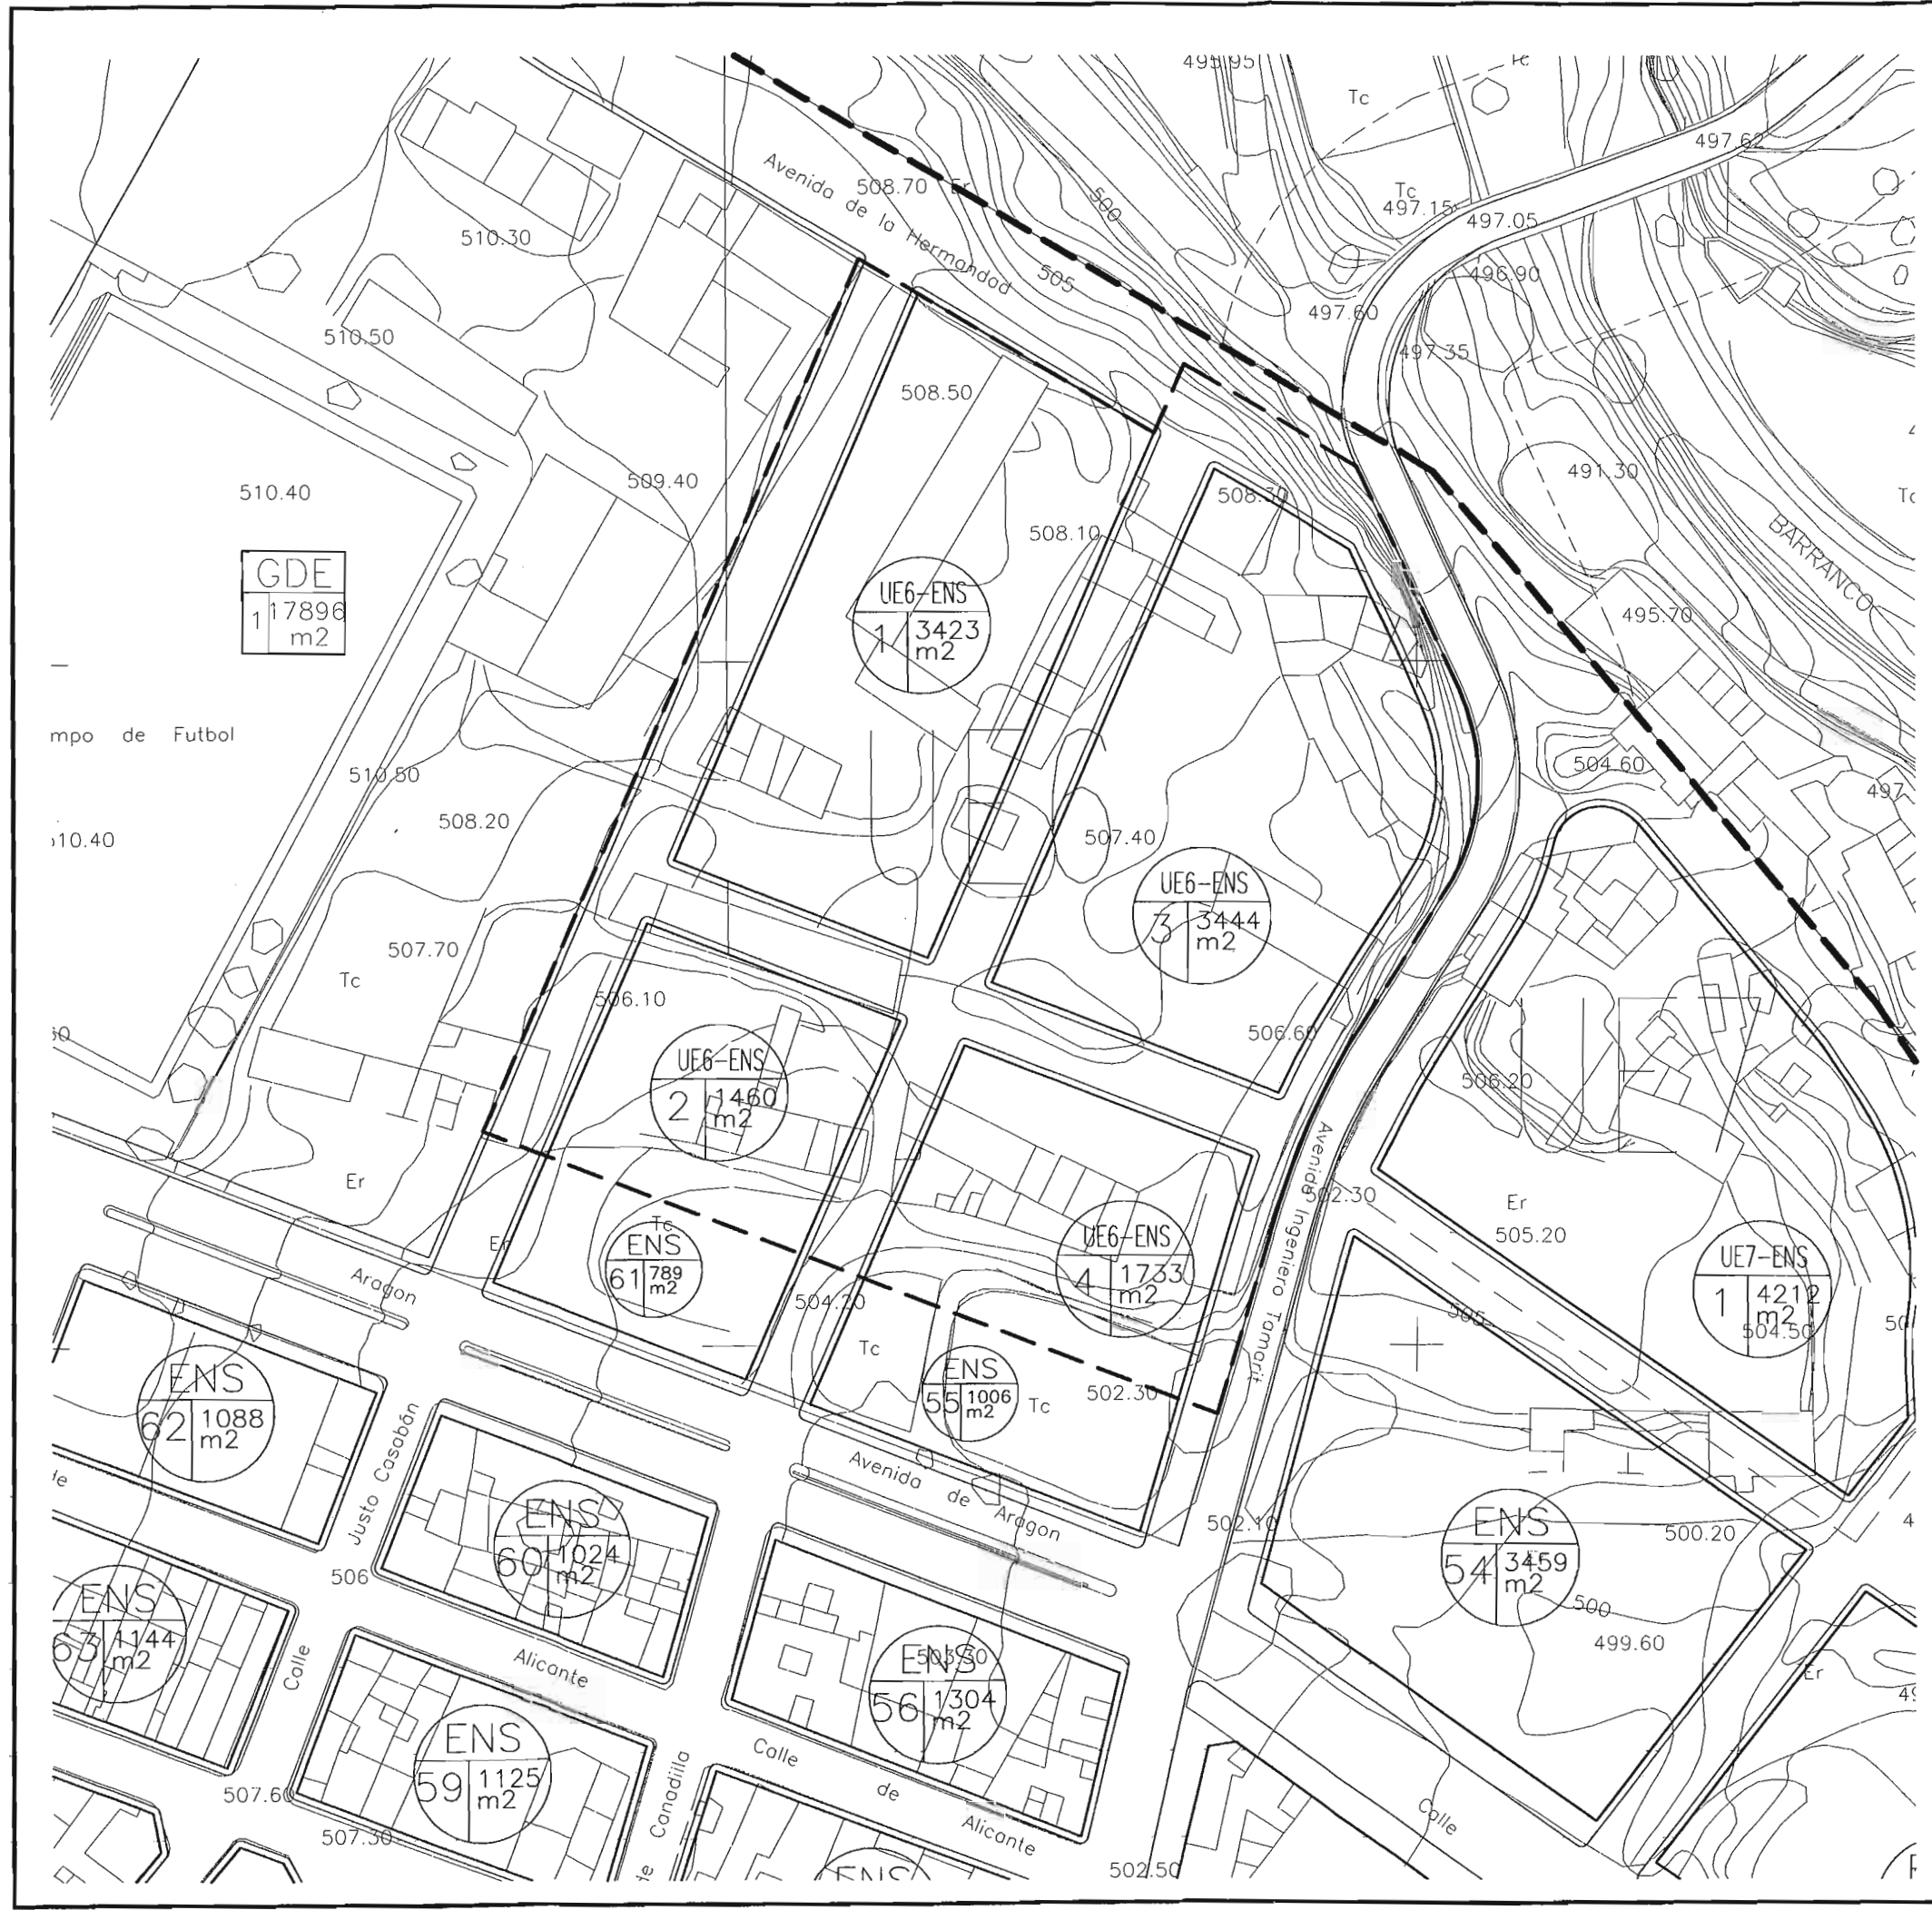 495.95
Tc
Tc
497.62
Avenida de la Hermandad
508.70
Er
500
Tc
497.15
497.05
510.30
505
496.90
497.60
510.50
497.35
508.50
509.40
510.40
508.30
491.30
508.10
BARRANCO
GDE
1
17896
m2
UE6-ENS
1
3423
m2
495.70
mpo de Futbol
510.50
504.60
497
508.20
507.40
10.40
UE6-ENS
3
3444
m2
507.70
Tc
506.10
506.60
UE6-ENS
2
1460
m2
506.20
Avenida Ingeniero Tamarit
502.30
Er
Er
505.20
Tc
Er
ENS
61
789
m2
UE6-ENS
4
1733
m2
UE7-ENS
1
4212
m2
504.50
Aragon
504.20
Tc
ENS
55
1006
m2
Tc
502.30
ENS
62
1088
m2
Calle Justo Casabán
Avenida de Aragon
502.10
ENS
60
1024
m2
ENS
54
3459
m2
500.20
506
500
499.60
ENS
63
1144
m2
Alicante
503.30
ENS
56
1304
m2
Er
ENS
59
1125
m2
Calle de Alicante
de Canadilla
507.60
507.30
Calle
502.50
ENS